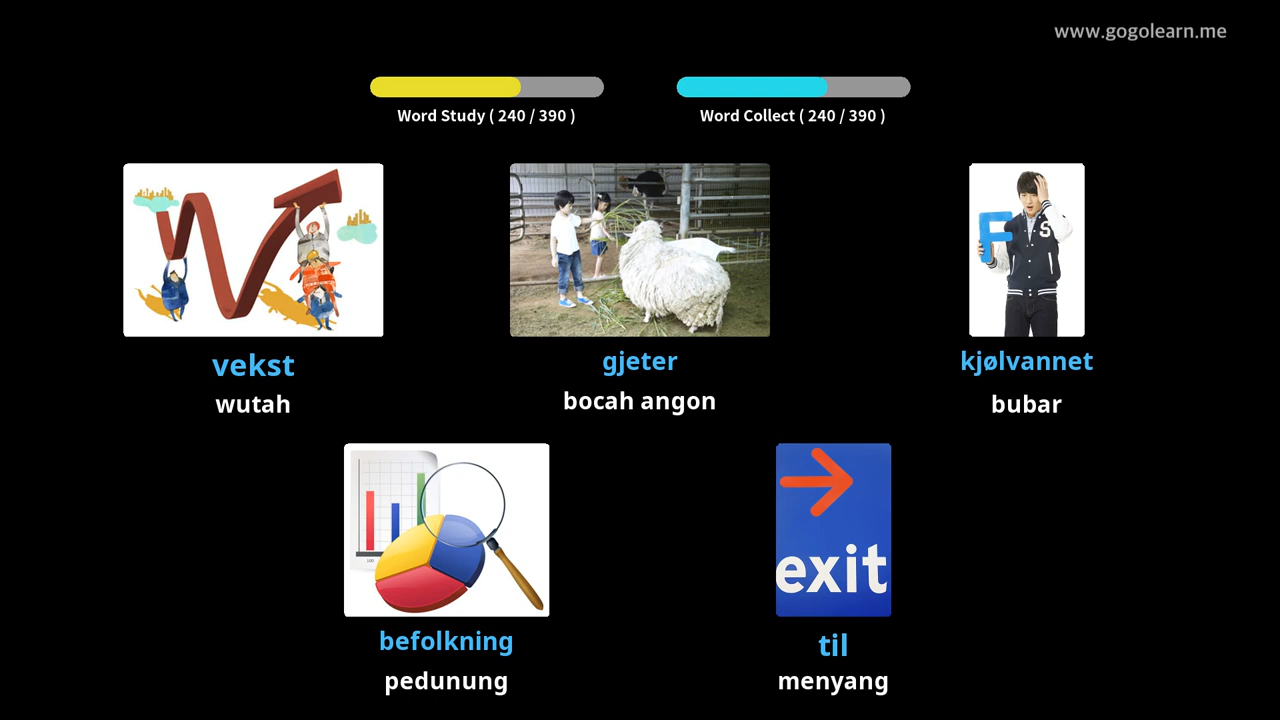 www.gogolearn.me
Word Study ( 240 / 390 )
Word Collect ( 240 / 390 )
F
S
vekst
gjeter
kjølvannet
wutah
bocah angon
bubar
100
exit
befolkning
til
pedunung
menyang